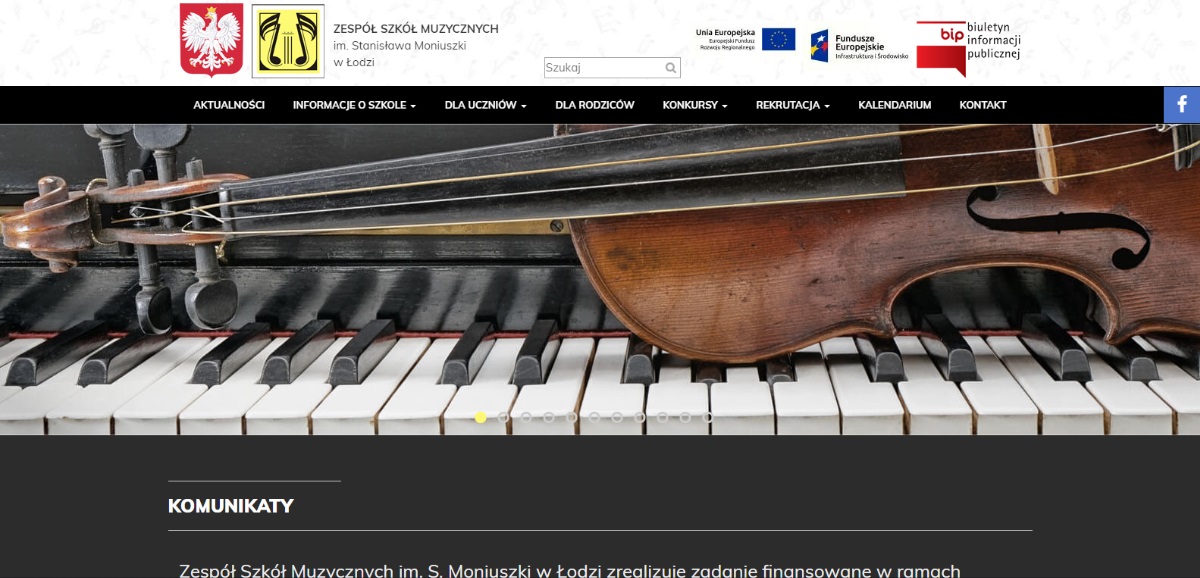 ZESPÓŁ SZKÓŁ MUZYCZNYCH
im. Stanisława Moniuszki
w Łodzi
Szukaj
Unia Europejska
Europejski Fundusz
Rozwoju Regionalnego
Fundusze
Europejskie
Infrastruktura i Środowisko
bip
biuletyn
informacji
publicznej
AKTUALNOŚCI INFORMACJE O SZKOLE DLA UCZNIÓW DLA RODZICÓW KONKURSY REKRUTACJA KALENDARIUM KONTAKT
f
KOMUNIKATY
Zespół Szkół Muzycznych im. S. Moniuszki w Łodzi zrealizuje zadanie finansowane w ramach